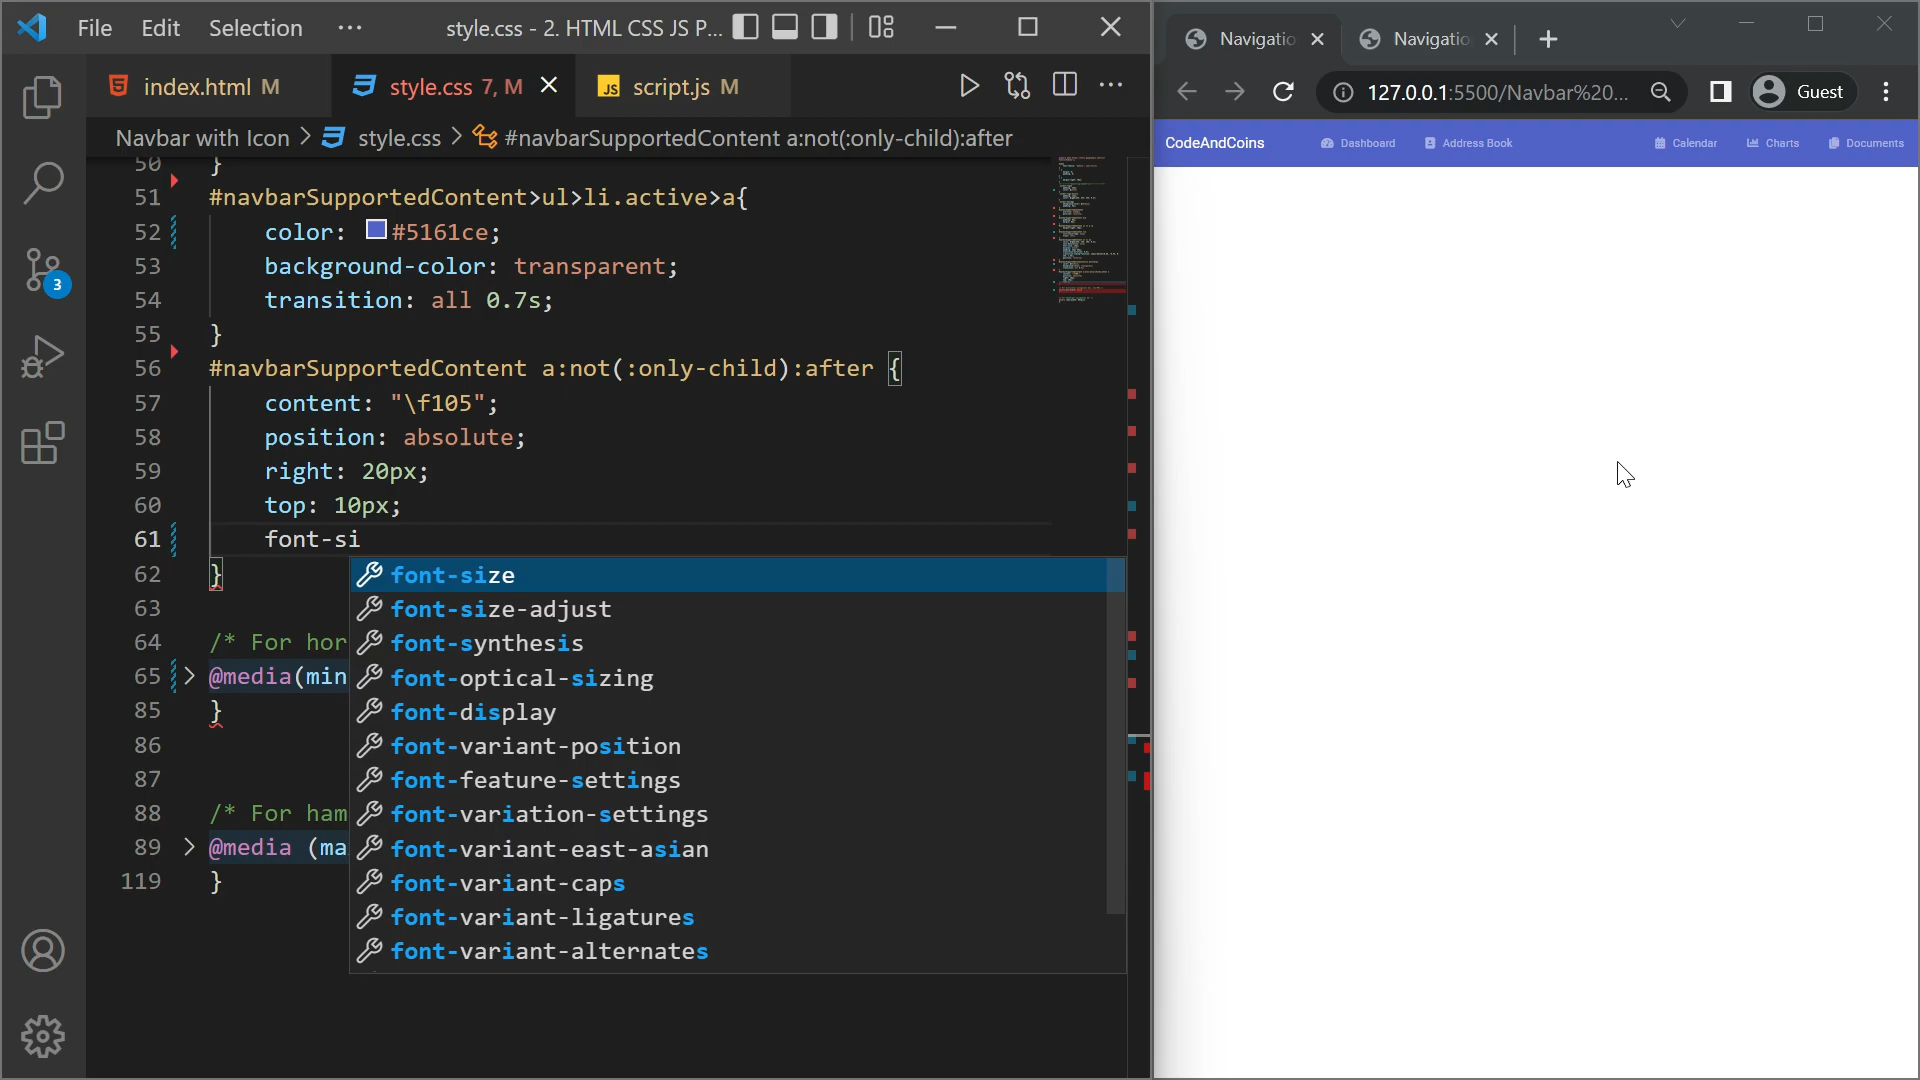 File Edit Selection ··· style.css - 2. HTML CSS JS P...
index.html M style.css 7, M JS script.js M
Navbar with Icon > style.css > #navbarSupportedContent a:not(:only-child):after
50 }
51 #navbarSupportedContent>ul>li.active>a{
52 color: #5161ce;
53 background-color: transparent;
54 transition: all 0.7s;
55 }
56 #navbarSupportedContent a:not(:only-child):after {
57 content: "\f105";
58 position: absolute;
59 right: 20px;
60 top: 10px;
61 font-si
62 }
63
64 /* For hor
65 @media(min
85 }
86
87
88 /* For ham
89 @media (ma
119 }
font-size
font-size-adjust
font-synthesis
font-optical-sizing
font-display
font-variant-position
font-feature-settings
font-variation-settings
font-variant-east-asian
font-variant-caps
font-variant-ligatures
font-variant-alternates
3
Navigatio Navigatio
127.0.0.1:5500/Navbar%20... Guest
CodeAndCoins Dashboard Address Book Calendar Charts Documents